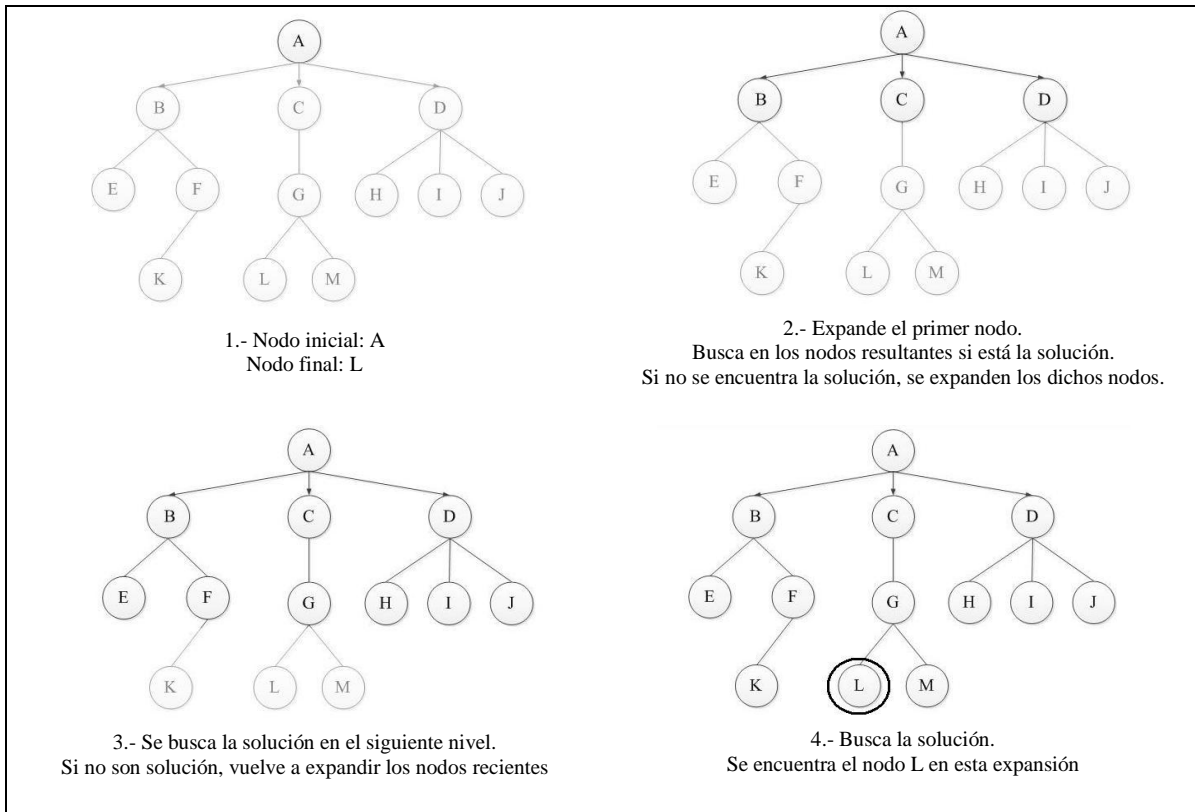 A
B C D
E F G H I J
K L M
1.- Nodo inicial: A
Nodo final: L
A
B C D
E F G H I J
K L M
2.- Expande el primer nodo.
Busca en los nodos resultantes si está la solución.
Si no se encuentra la solución, se expanden los dichos nodos.
A
B C D
E F G H I J
K L M
3.- Se busca la solución en el siguiente nivel.
Si no son solución, vuelve a expandir los nodos recientes
A
B C D
E F G H I J
K L M
4.- Busca la solución.
Se encuentra el nodo L en esta expansión